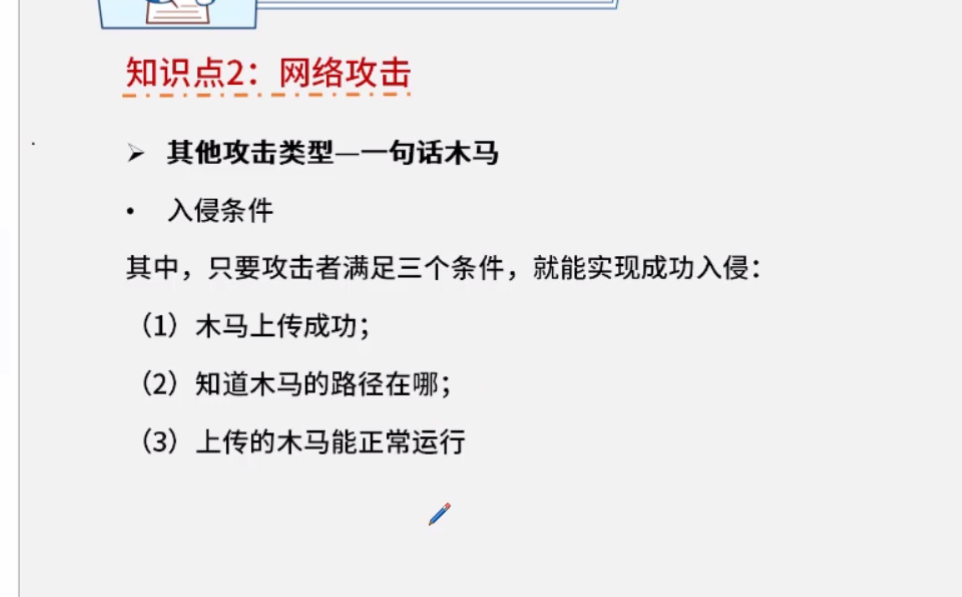 知识点2：网络攻击
➢ 其他攻击类型—一句话木马
• 入侵条件
其中，只要攻击者满足三个条件，就能实现成功入侵：
（1）木马上传成功；
（2）知道木马的路径在哪；
（3）上传的木马能正常运行